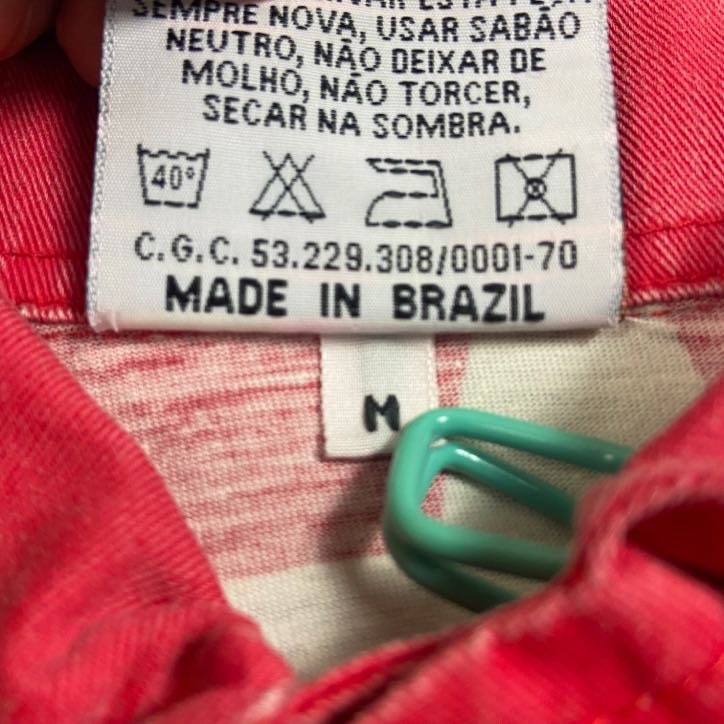 SEMPRE NOVA, USAR SABÃO
NEUTRO, NÃO DEIXAR DE
MOLHO, NÃO TORCER,
SECAR NA SOMBRA.
40°
C.G.C. 53.229.308/0001-70
MADE IN BRAZIL
M